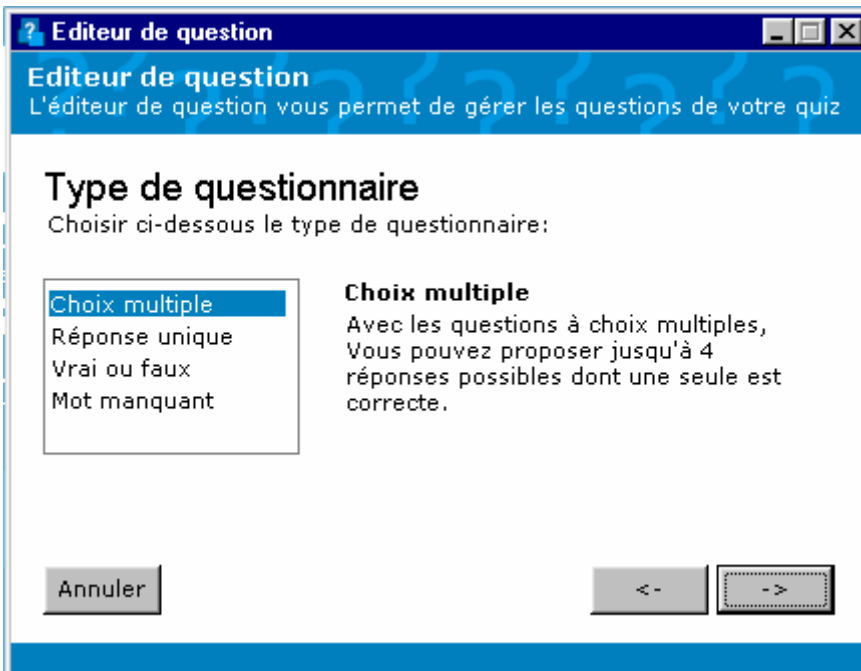 Editeur de question
Editeur de question
L'éditeur de question vous permet de gérer les questions de votre quiz
Type de questionnaire
Choisir ci-dessous le type de questionnaire:
Choix multiple
Réponse unique
Vrai ou faux
Mot manquant
Choix multiple
Avec les questions à choix multiples,
Vous pouvez proposer jusqu'à 4
réponses possibles dont une seule est
correcte.
Annuler
<-
->